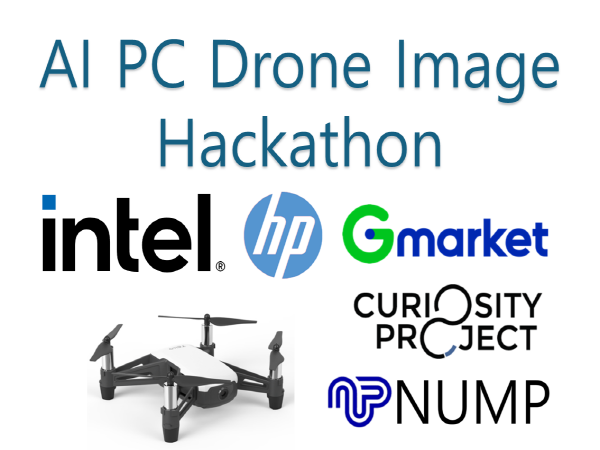 AI PC Drone Image
Hackathon
intel®
hp
Gmarket
CURIOSITY
PROJECT
NUMP